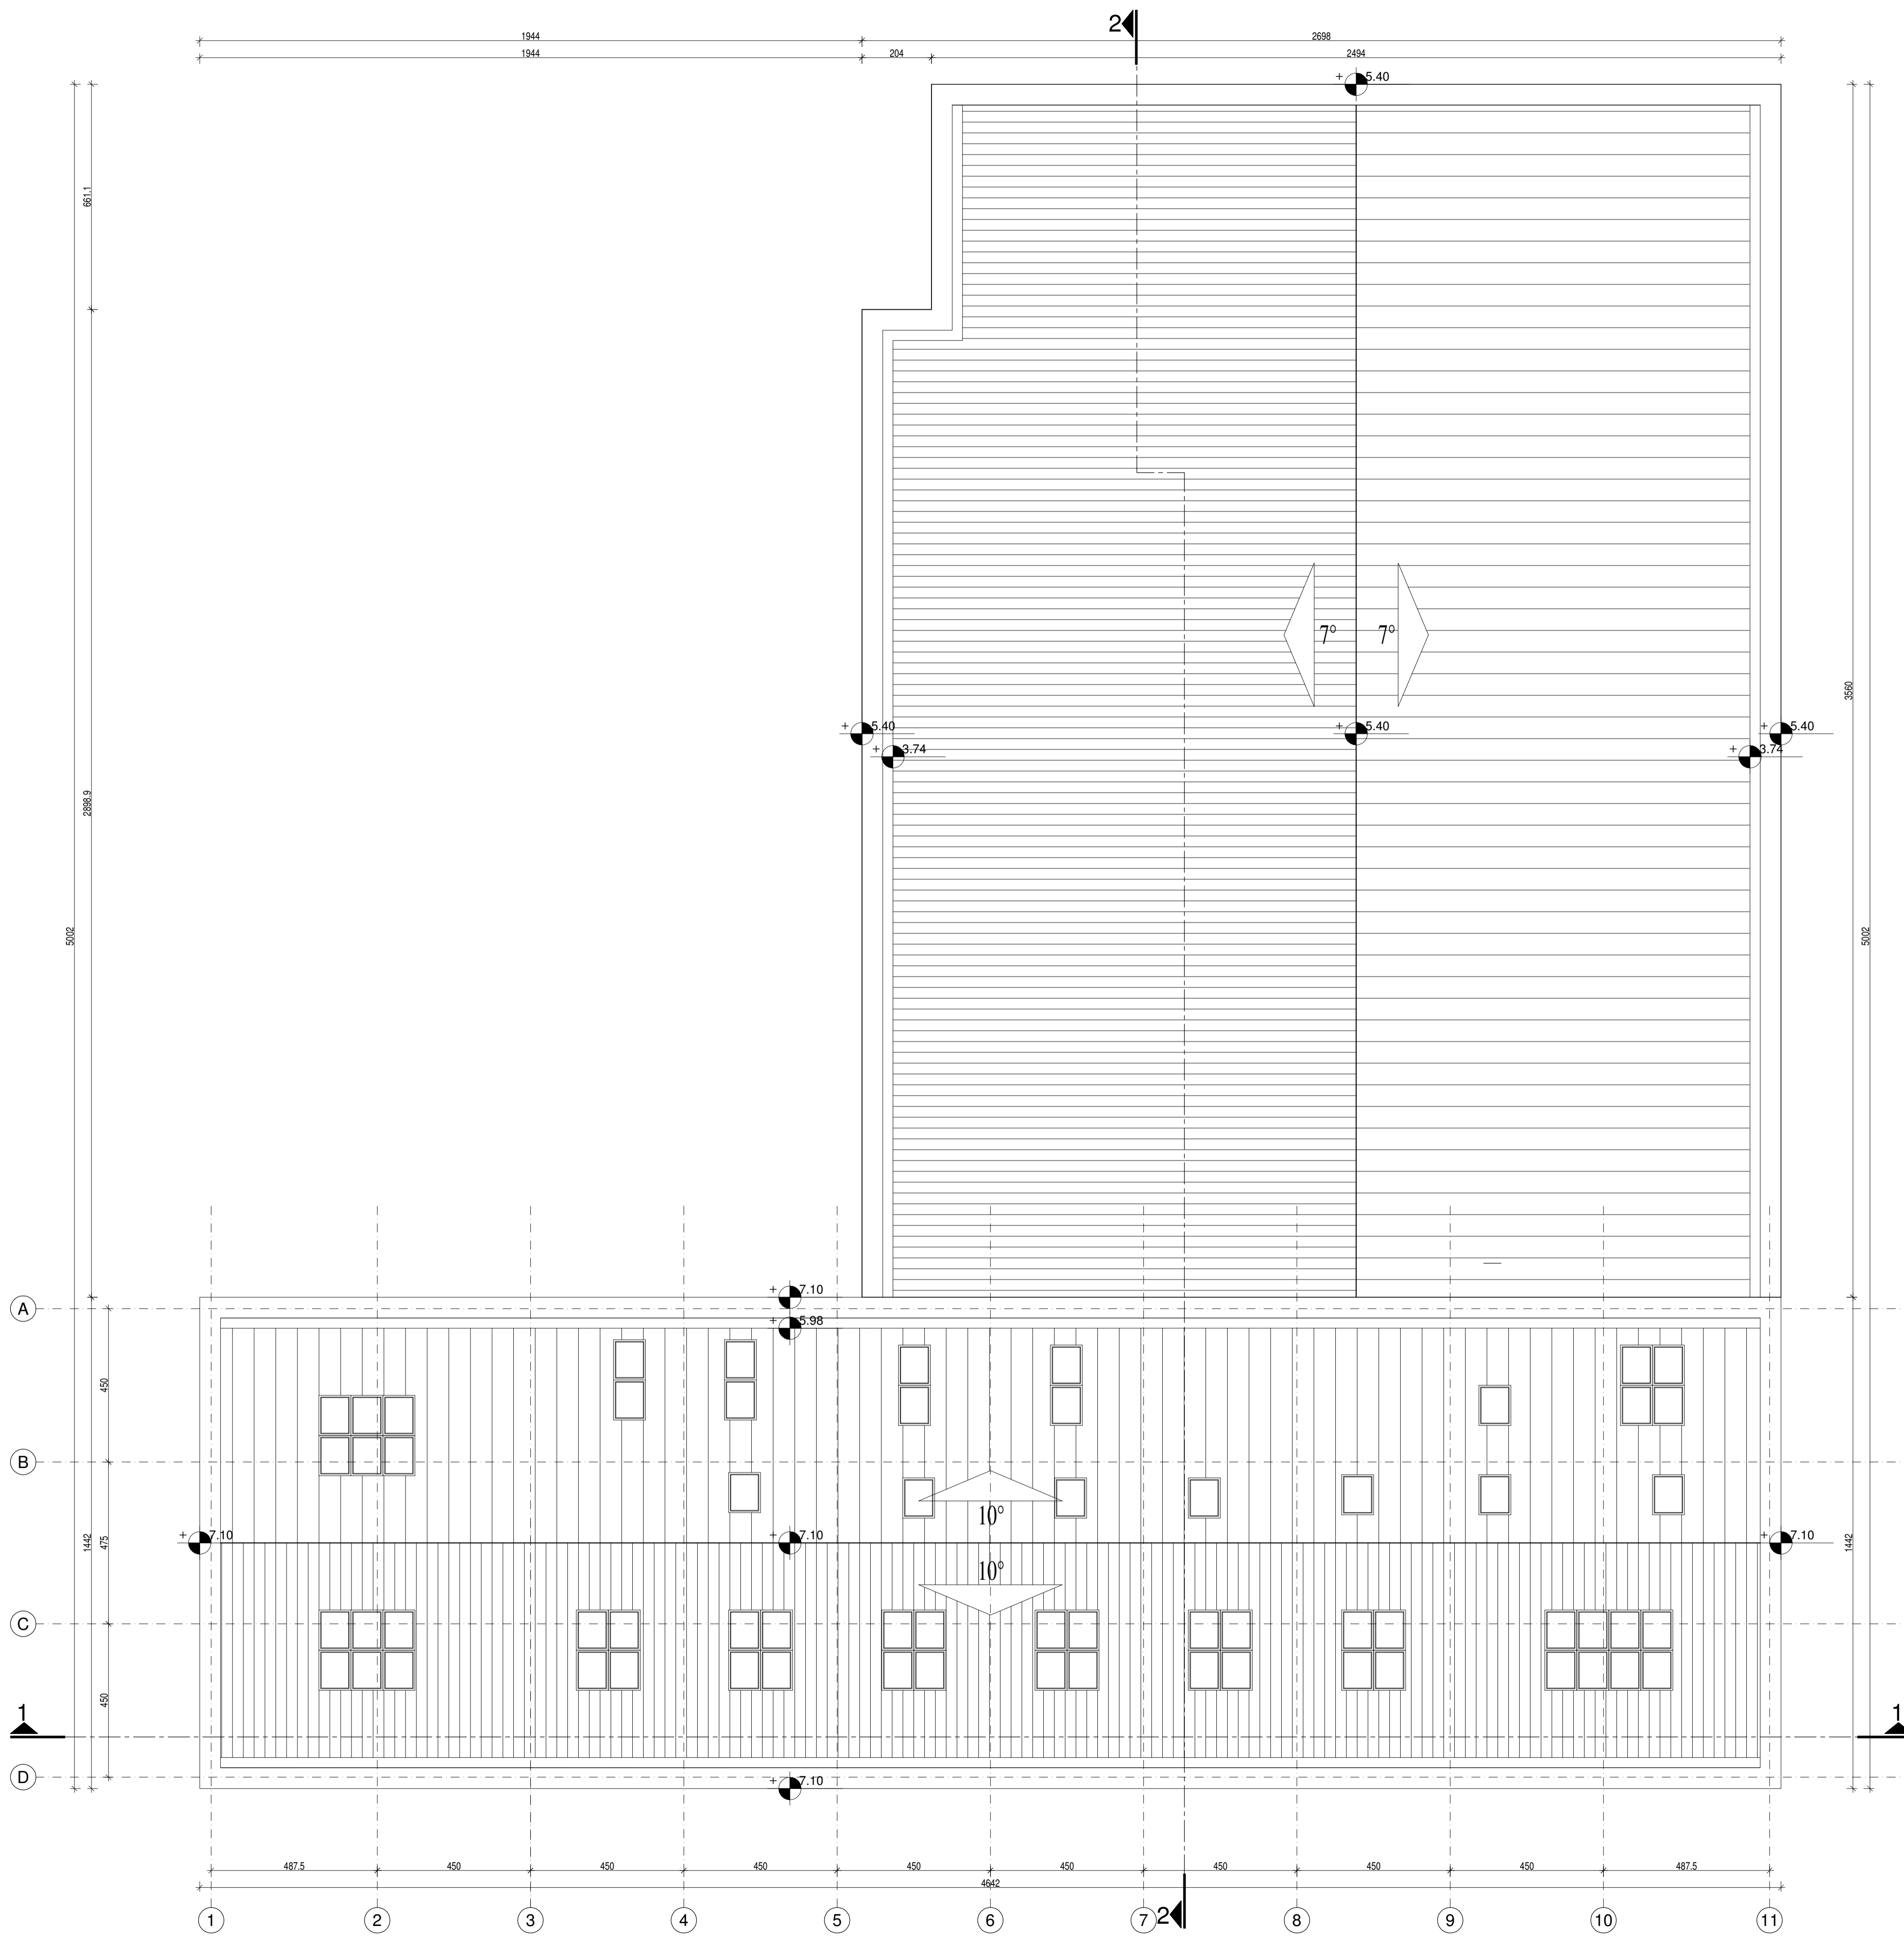 2
1944 2698
1944 204 2494
+ 5.40
661.1
7° 7°
3560
+ 5.40 + 5.40 + 5.40
+ 3.74 + 3.74
2898.9
5002 5002
A + 7.10
+ 5.98
450
B
10°
1442 475 + 7.10 + 7.10 + 7.10 1442
10°
C
450
1 1
D + 7.10
487.5 450 450 450 450 450 450 450 450 487.5
4642
1 2 3 4 5 6 7 2 8 9 10 11